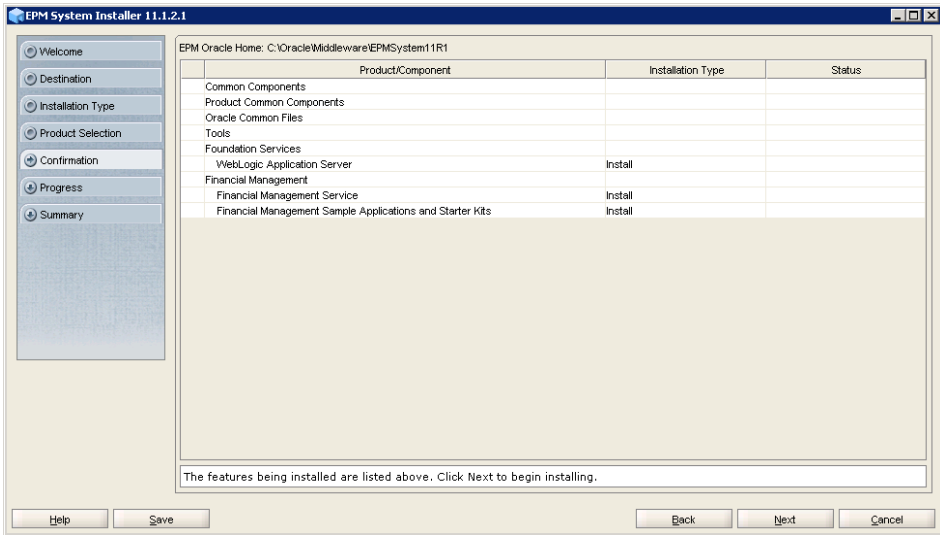 EPM System Installer 11.1.2.1
Welcome
Destination
Installation Type
Product Selection
Confirmation
Progress
Summary
EPM Oracle Home: C:\Oracle\Middleware\EPMSystem11R1
Product/Component Installation Type Status
Common Components
Product Common Components
Oracle Common Files
Tools
Foundation Services
WebLogic Application Server Install
Financial Management
Financial Management Service Install
Financial Management Sample Applications and Starter Kits Install
The features being installed are listed above. Click Next to begin installing.
Help Save Back Next Cancel